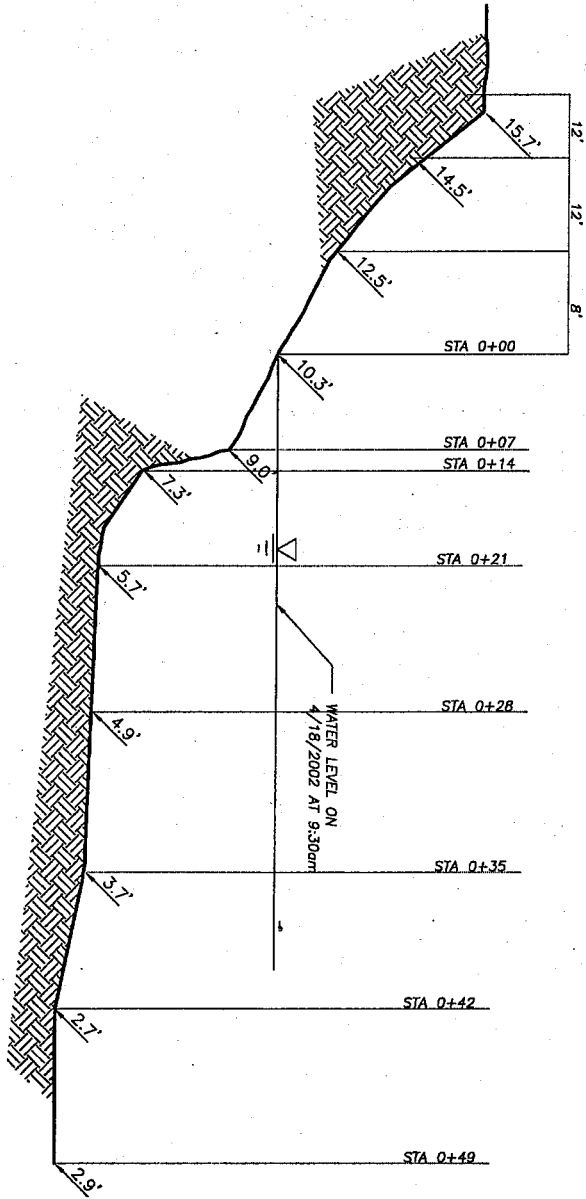 12'
12'
8'
15.7'
14.5'
12.5'
STA 0+00
10.3'
STA 0+07
9.0'
STA 0+14
7.3'
STA 0+21
5.7'
WATER LEVEL ON
4/18/2002 AT 9:30am
STA 0+28
4.9'
STA 0+35
3.7'
STA 0+42
2.7'
STA 0+49
2.9'